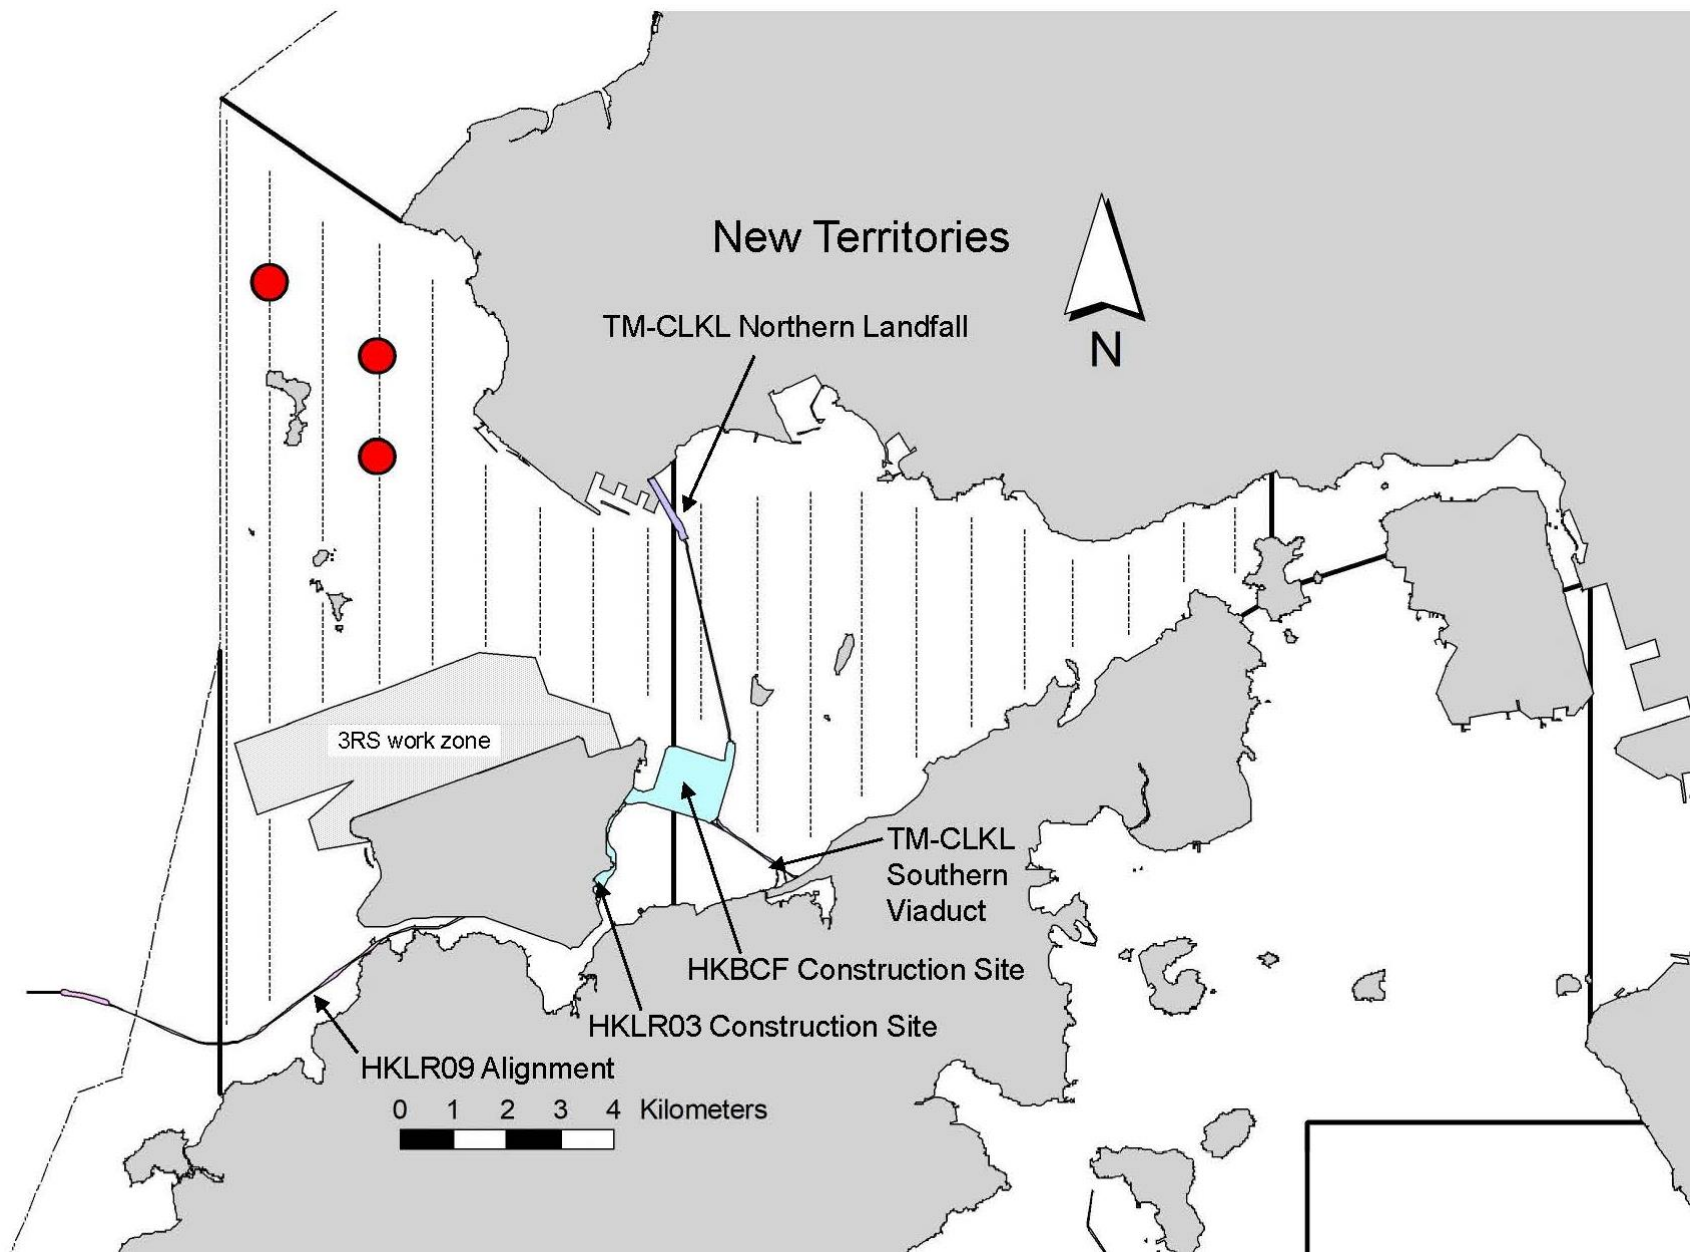 New Territories
TM-CLKL Northern Landfall
N
3RS work zone
TM-CLKL
Southern
Viaduct
HKBCF Construction Site
HKLR03 Construction Site
HKLR09 Alignment
0 1 2 3 4 Kilometers